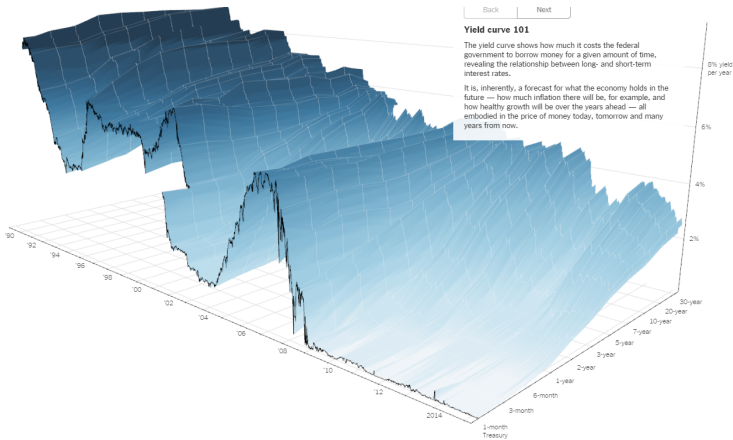 Back
Next
Yield curve 101
The yield curve shows how much it costs the federal
government to borrow money for a given amount of time,
revealing the relationship between long- and short-term
interest rates.
It is, inherently, a forecast for what the economy holds in the
future — how much inflation there will be, for example, and
how healthy growth will be over the years ahead — all
embodied in the price of money today, tomorrow and many
years from now.
8% yield
per year
6%
4%
2%
'90
'92
'94
'96
'98
'00
'02
'04
'06
'08
'10
'12
2014
30-year
20-year
10-year
7-year
5-year
3-year
2-year
1-year
6-month
3-month
1-month
Treasury